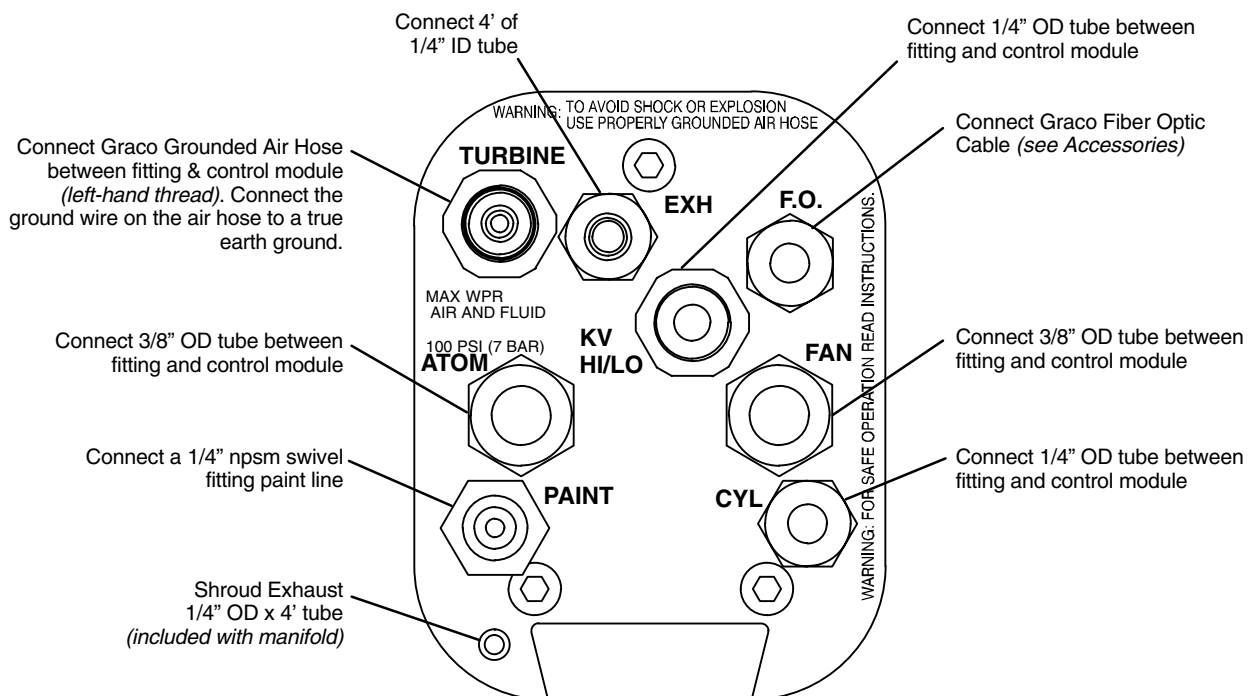 Connect 4’ of
1/4” ID tube
Connect 1/4” OD tube between
fitting and control module
WARNING: TO AVOID SHOCK OR EXPLOSION
USE PROPERLY GROUNDED AIR HOSE
Connect Graco Grounded Air Hose
between fitting & control module
(left-hand thread). Connect the
ground wire on the air hose to a true
earth ground.
Connect Graco Fiber Optic
Cable (see Accessories)
TURBINE
EXH
F.O.
MAX WPR
AIR AND FLUID
100 PSI (7 BAR)
Connect 3/8” OD tube between
fitting and control module
ATOM
KV
HI/LO
FAN
Connect 3/8” OD tube between
fitting and control module
Connect a 1/4” npsm swivel
fitting paint line
PAINT
CYL
Connect 1/4” OD tube between
fitting and control module
WARNING: FOR SAFE OPERATION READ INSTRUCTIONS.
Shroud Exhaust
1/4” OD x 4’ tube
(included with manifold)